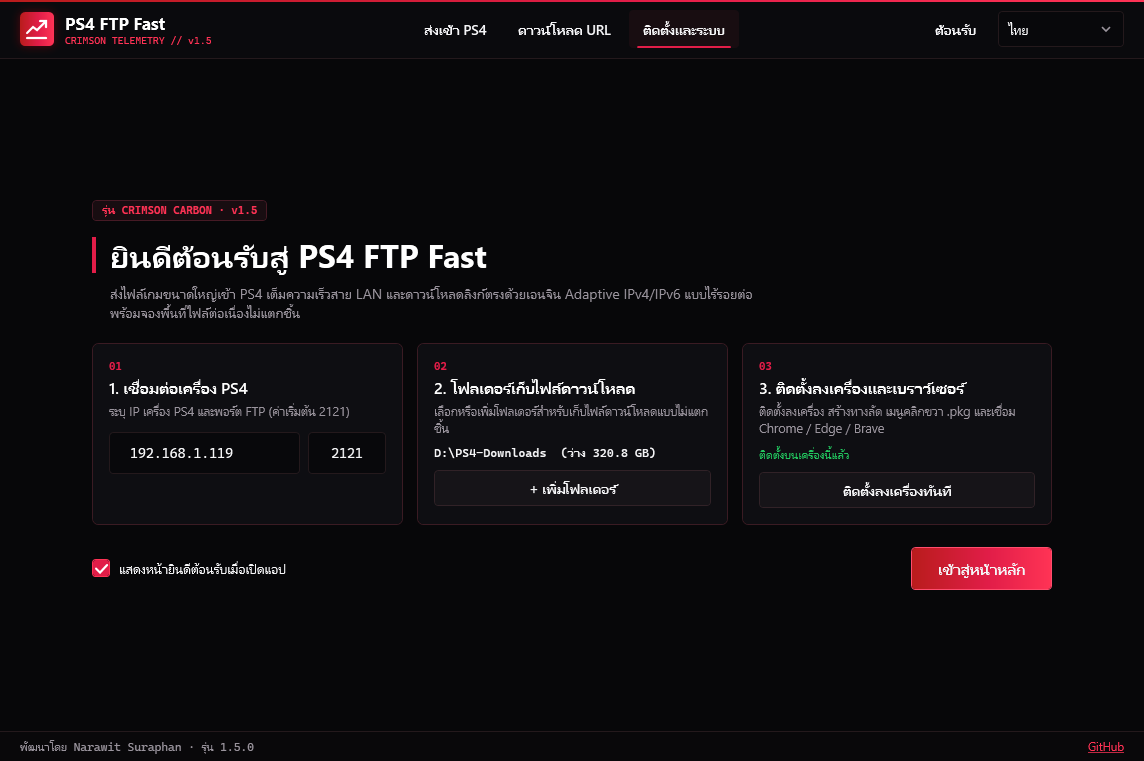 PS4 FTP Fast
CRIMSON TELEMETRY // v1.5
ส่งเข้า PS4
ดาวน์โหลด URL
ติดตั้งและระบบ
ต้อนรับ
ไทย
รุ่น CRIMSON CARBON · v1.5
ยินดีต้อนรับสู่ PS4 FTP Fast
ส่งไฟล์เกมขนาดใหญ่เข้า PS4 เต็มความเร็วสาย LAN และดาวน์โหลดลิงก์ตรงด้วยเอนจิน Adaptive IPv4/IPv6 แบบไร้รอยต่อ
พร้อมจองพื้นที่ไฟล์ต่อเนื่องไม่แตกชิ้น
01
1. เชื่อมต่อเครื่อง PS4
ระบุ IP เครื่อง PS4 และพอร์ต FTP (ค่าเริ่มต้น 2121)
192.168.1.119
2121
02
2. โฟลเดอร์เก็บไฟล์ดาวน์โหลด
เลือกหรือเพิ่มโฟลเดอร์สำหรับเก็บไฟล์ดาวน์โหลดแบบไม่แตก
ชิ้น
D:\PS4-Downloads (ว่าง 320.8 GB)
+ เพิ่มโฟลเดอร์
03
3. ติดตั้งลงเครื่องและเบราว์เซอร์
ติดตั้งลงเครื่อง สร้างทางลัด เมนูคลิกขวา .pkg และเชื่อม
Chrome / Edge / Brave
ติดตั้งบนเครื่องนี้แล้ว
ติดตั้งลงเครื่องทันที
แสดงหน้ายินดีต้อนรับเมื่อเปิดแอป
เข้าสู่หน้าหลัก
พัฒนาโดย Narawit Suraphan · รุ่น 1.5.0
GitHub